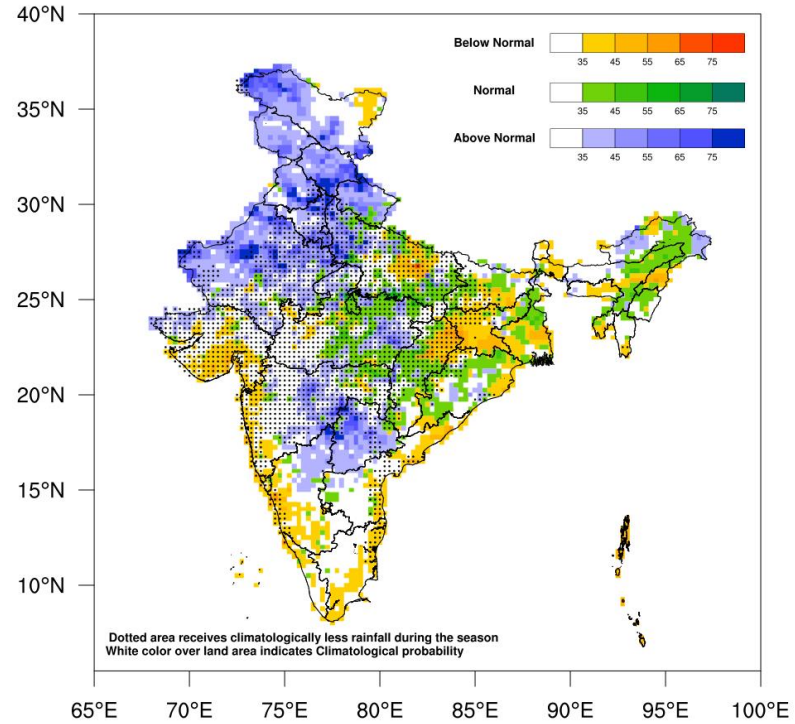 40°N
Below Normal
35 45 55 65 75
35°N
Normal
35 45 55 65 75
Above Normal
35 45 55 65 75
30°N
25°N
20°N
15°N
10°N
Dotted area receives climatologically less rainfall during the season
White color over land area indicates Climatological probability
65°E 70°E 75°E 80°E 85°E 90°E 95°E 100°E